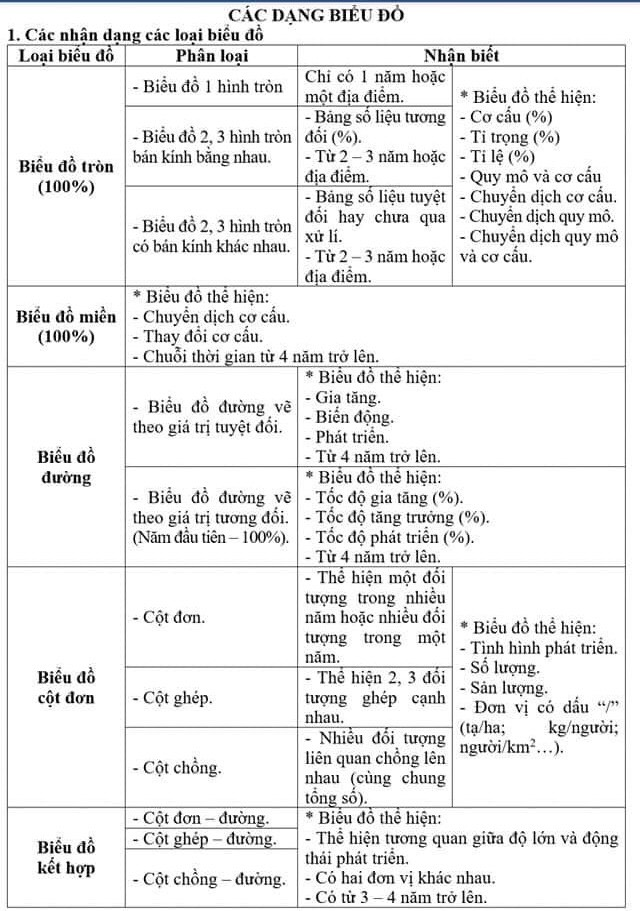 CÁC DẠNG BIỂU ĐỒ
1. Các nhận dạng các loại biểu đồ
Loại biểu đồ
Phân loại
Nhận biết
Biểu đồ tròn
(100%)
- Biểu đồ 1 hình tròn
Chỉ có 1 năm hoặc
một địa điểm.
- Biểu đồ 2, 3 hình tròn
bán kính bằng nhau.
- Bảng số liệu tương
đối (%).
- Từ 2 – 3 năm hoặc
địa điểm.
- Biểu đồ 2, 3 hình tròn
có bán kính khác nhau.
- Bảng số liệu tuyệt
đối hay chưa qua
xử lí.
- Từ 2 – 3 năm hoặc
địa điểm.
* Biểu đồ thể hiện:
- Cơ cấu (%)
- Tỉ trọng (%)
- Tỉ lệ (%)
- Quy mô và cơ cấu
- Chuyển dịch cơ cấu.
- Chuyển dịch quy mô.
- Chuyển dịch quy mô
và cơ cấu.
Biểu đồ miền
(100%)
* Biểu đồ thể hiện:
- Chuyển dịch cơ cấu.
- Thay đổi cơ cấu.
- Chuỗi thời gian từ 4 năm trở lên.
Biểu đồ
đường
- Biểu đồ đường vẽ
theo giá trị tuyệt đối.
* Biểu đồ thể hiện:
- Gia tăng.
- Biến động.
- Phát triển.
- Từ 4 năm trở lên.
- Biểu đồ đường vẽ
theo giá trị tương đối.
(Năm đầu tiên – 100%).
* Biểu đồ thể hiện:
- Tốc độ gia tăng (%).
- Tốc độ tăng trưởng (%).
- Tốc độ phát triển (%).
- Từ 4 năm trở lên.
Biểu đồ
cột đơn
- Cột đơn.
- Thể hiện một đối
tượng trong nhiều
năm hoặc nhiều đối
tượng trong một
năm.
- Cột ghép.
- Thể hiện 2, 3 đối
tượng ghép cạnh
nhau.
- Cột chồng.
- Nhiều đối tượng
liên quan chồng lên
nhau (cùng chung
tổng số).
* Biểu đồ thể hiện:
- Tình hình phát triển.
- Số lượng.
- Sản lượng.
- Đơn vị có dấu “/”
(tạ/ha; kg/người;
người/km²…).
Biểu đồ
kết hợp
- Cột đơn – đường.
- Cột ghép – đường.
- Cột chồng – đường.
* Biểu đồ thể hiện:
- Thể hiện tương quan giữa độ lớn và động
thái phát triển.
- Có hai đơn vị khác nhau.
- Có từ 3 – 4 năm trở lên.